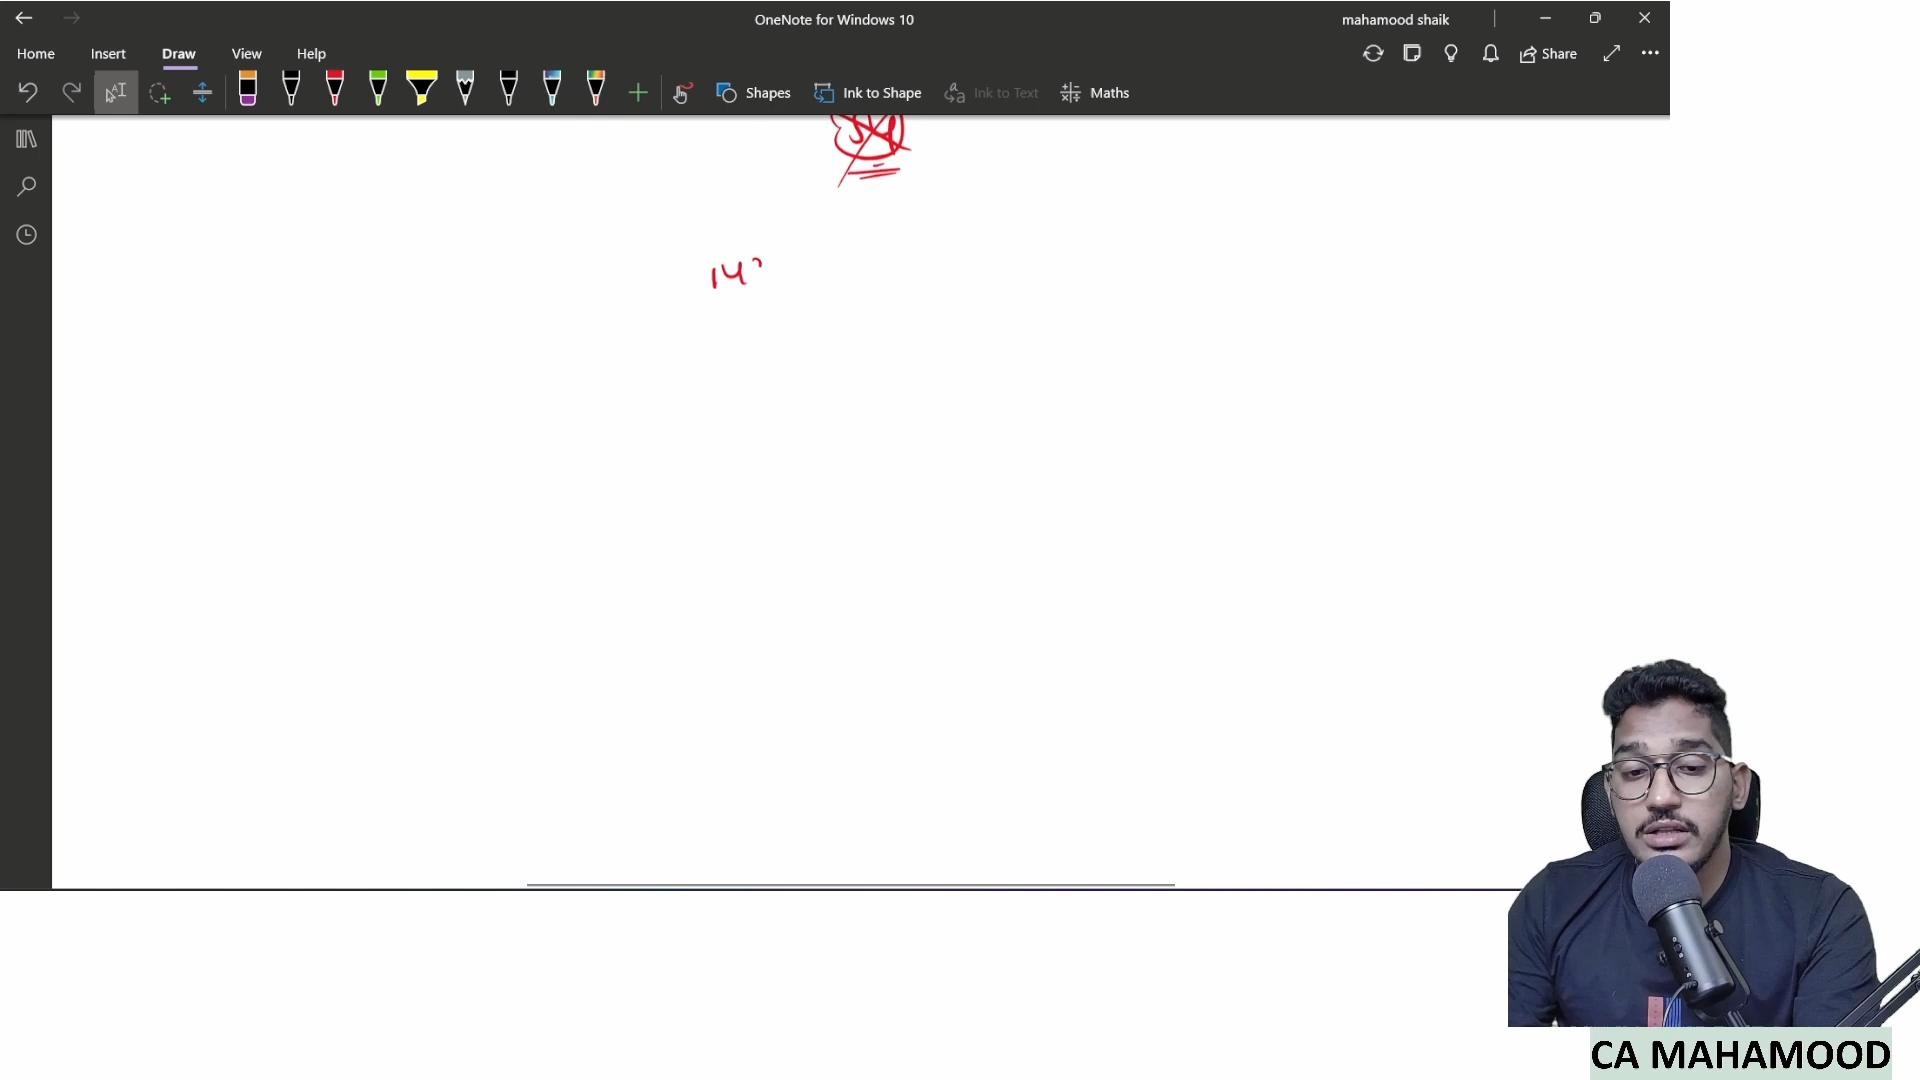 OneNote for Windows 10
mahamood shaik
Home Insert Draw View Help
Share
Shapes Ink to Shape Ink to Text Maths
14
CA MAHAMOOD